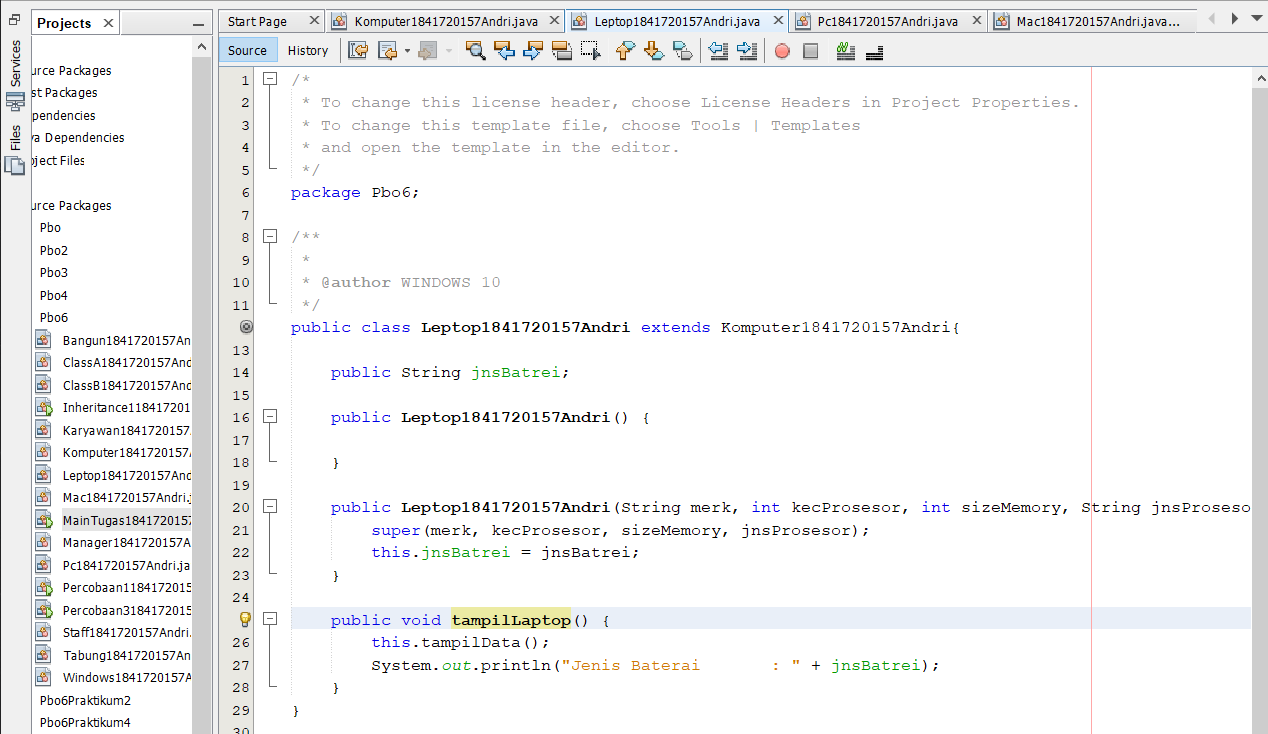 Projects
Services
Files
urce Packages
st Packages
pendencies
va Dependencies
oject Files
urce Packages
Pbo
Pbo2
Pbo3
Pbo4
Pbo6
Bangun1841720157An
ClassA1841720157And
ClassB1841720157And
Inheritance118417201
Karyawan1841720157
Komputer1841720157
Leptop1841720157And
Mac1841720157Andri.j
MainTugas1841720157
Manager1841720157A
Pc1841720157Andri.ja
Percobaan1184172015
Percobaan3184172015
Staff1841720157Andri.
Tabung1841720157An
Windows1841720157A
Pbo6Praktikum2
Pbo6Praktikum4
Start Page Komputer1841720157Andri.java Leptop1841720157Andri.java Pc1841720157Andri.java Mac1841720157Andri.java...
Source History
1 /*
2 * To change this license header, choose License Headers in Project Properties.
3 * To change this template file, choose Tools | Templates
4 * and open the template in the editor.
5 */
6 package Pbo6;
7
8 /**
9 *
10 * @author WINDOWS 10
11 */
public class Leptop1841720157Andri extends Komputer1841720157Andri{
13
14 public String jnsBatrei;
15
16 public Leptop1841720157Andri() {
17
18 }
19
20 public Leptop1841720157Andri(String merk, int kecProsesor, int sizeMemory, String jnsProseso
21 super(merk, kecProsesor, sizeMemory, jnsProsesor);
22 this.jnsBatrei = jnsBatrei;
23 }
24
public void tampilLaptop() {
26 this.tampilData();
27 System.out.println("Jenis Baterai : " + jnsBatrei);
28 }
29 }
30